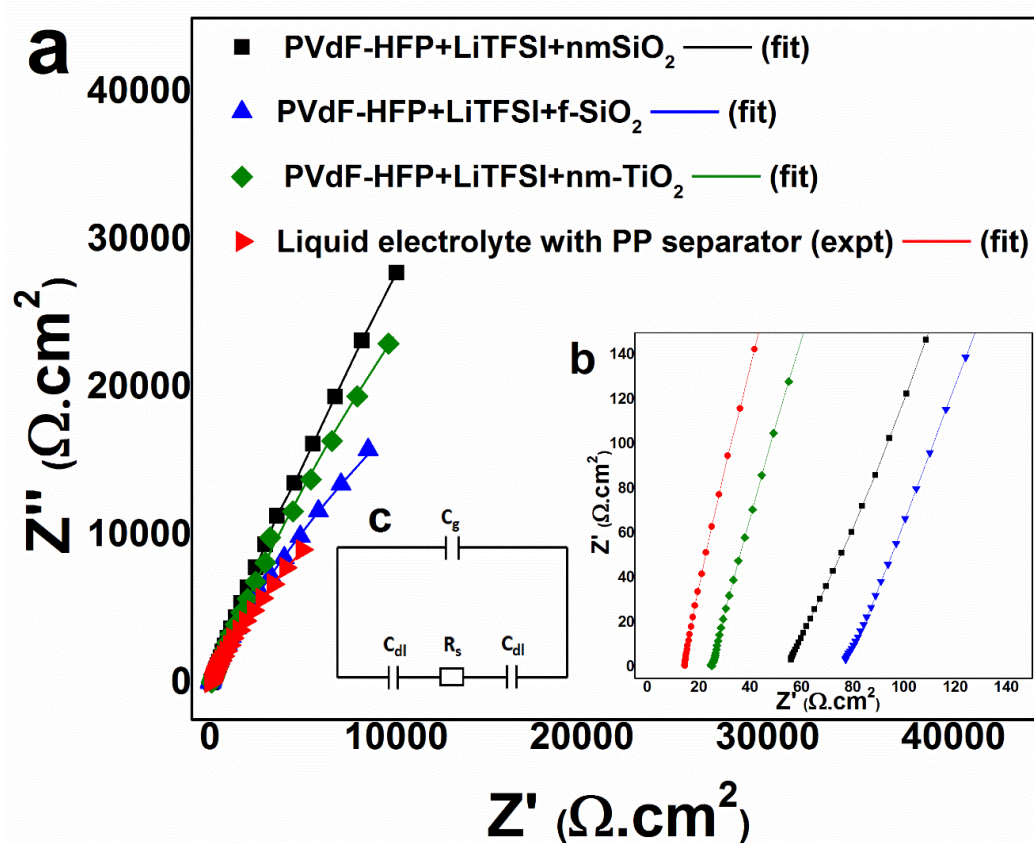 a
PVdF-HFP+LiTFSI+nmSiO₂ (fit)
PVdF-HFP+LiTFSI+f-SiO₂ (fit)
PVdF-HFP+LiTFSI+nm-TiO₂ (fit)
Liquid electrolyte with PP separator (expt) (fit)
40000
30000
20000
10000
0
Z'' (Ω.cm²)
0 10000 20000 30000 40000
Z' (Ω.cm²)
b
140
120
100
80
60
40
20
0
Z' (Ω.cm²)
0 20 40 60 80 100 120 140
Z' (Ω.cm²)
c
Cg
Cdl Rs Cdl